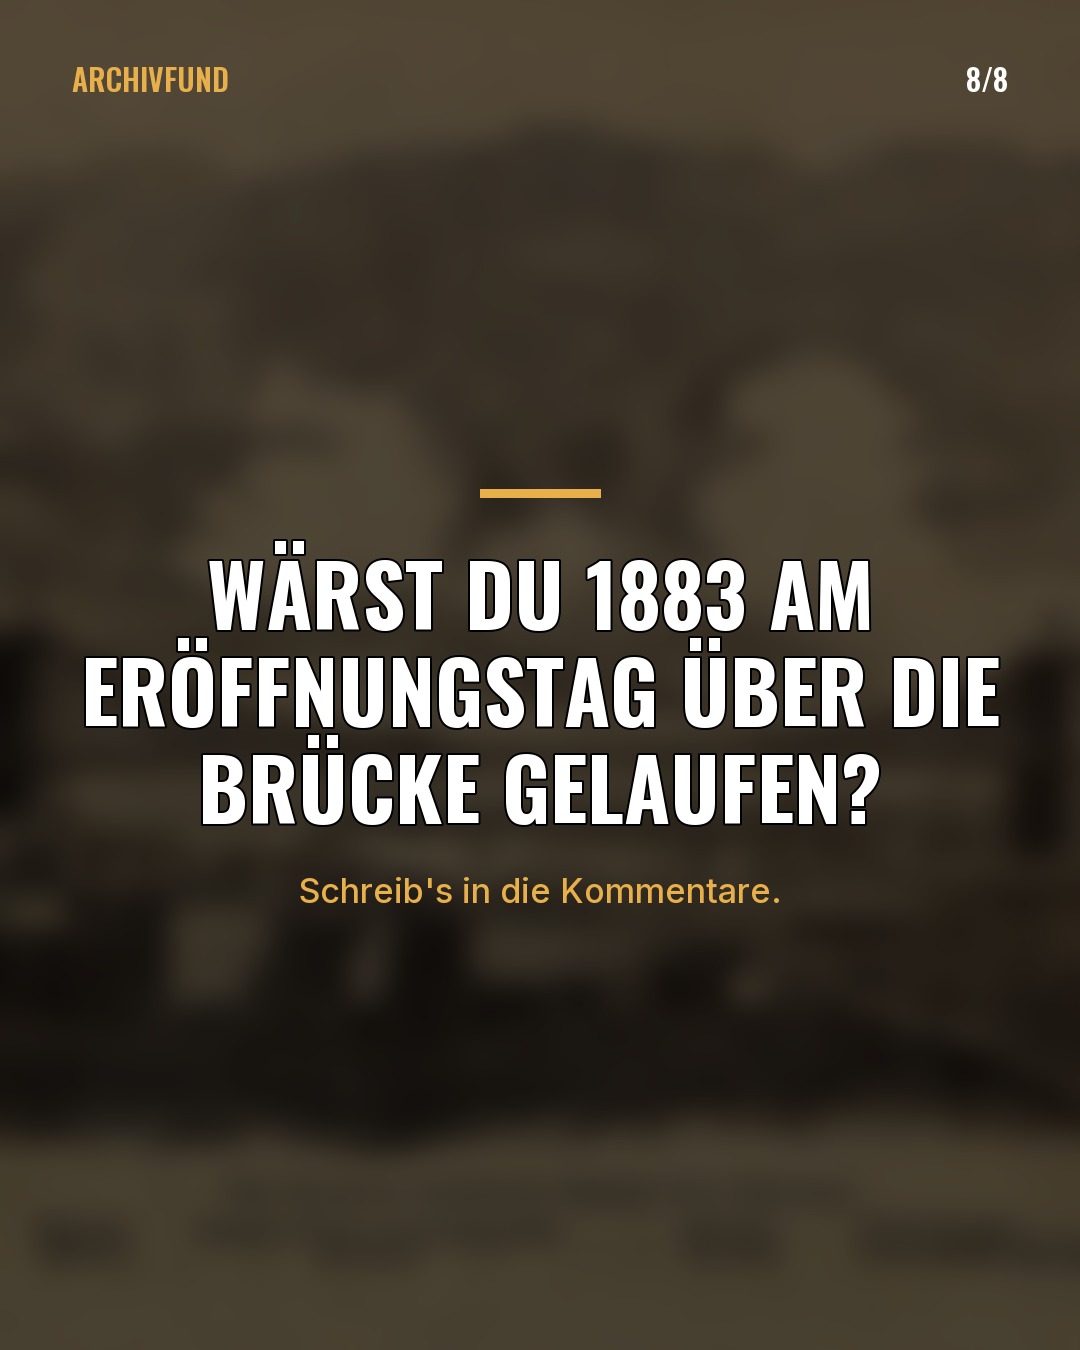 ARCHIVFUND
8/8
WÄRST DU 1883 AM
ERÖFFNUNGSTAG ÜBER DIE
BRÜCKE GELAUFEN?
Schreib's in die Kommentare.